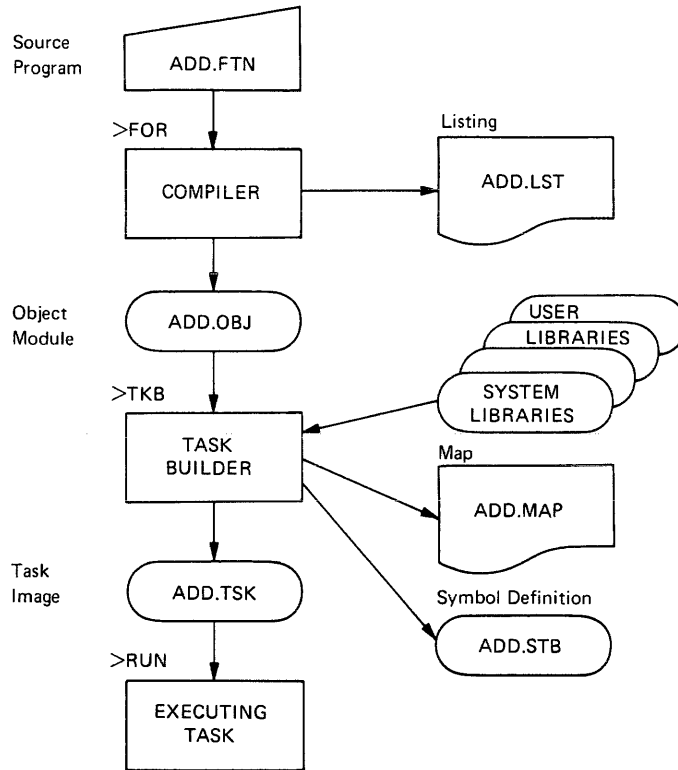 Source
Program
ADD.FTN
>FOR
Listing
COMPILER
ADD.LST
Object
Module
ADD.OBJ
USER
LIBRARIES
SYSTEM
LIBRARIES
>TKB
TASK
BUILDER
Map
ADD.MAP
Task
Image
ADD.TSK
Symbol Definition
ADD.STB
>RUN
EXECUTING
TASK